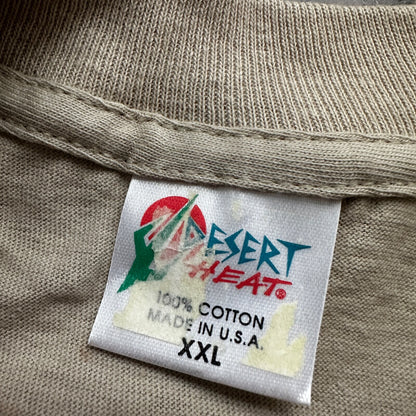 DESERT
HEAT®
100% COTTON
MADE IN U.S.A.
XXL